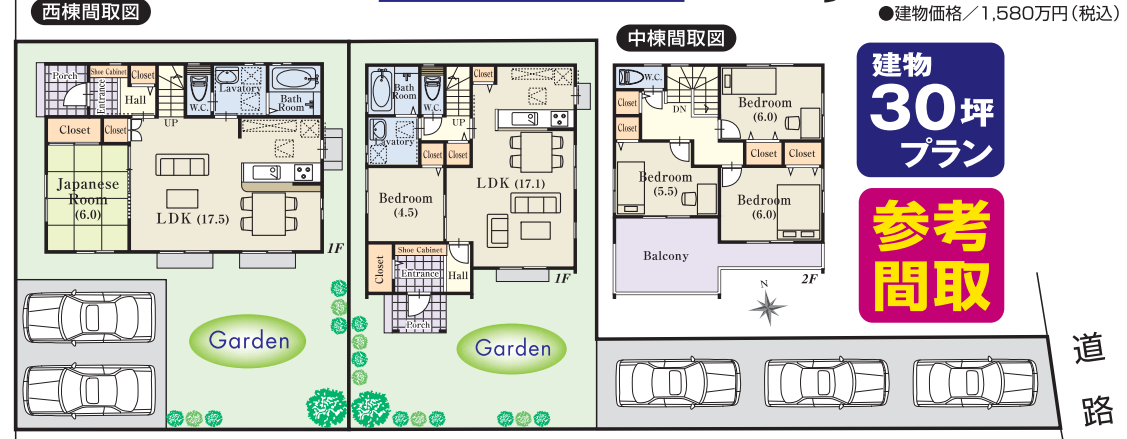 西棟間取図
●建物価格／1,580万円（税込）
中棟間取図
建物
30坪
プラン
参考
間取
Porch
Shoe Cabinet
Closet
Entrance
Hall
UP
W.C.
Lavatory
Bath
Room
Closet
Closet
Japanese
Room
(6.0)
LDK (17.5)
1F
Garden
Bath
Room
W.C.
Closet
UP
Lavatory
Closet
Closet
LDK (17.1)
Bedroom
(4.5)
Closet
Shoe Cabinet
Entrance
Hall
Porch
1F
Garden
W.C.
Closet
Closet
DN
Bedroom
(6.0)
Closet
Closet
Bedroom
(5.5)
Bedroom
(6.0)
Balcony
2F
N
道
路